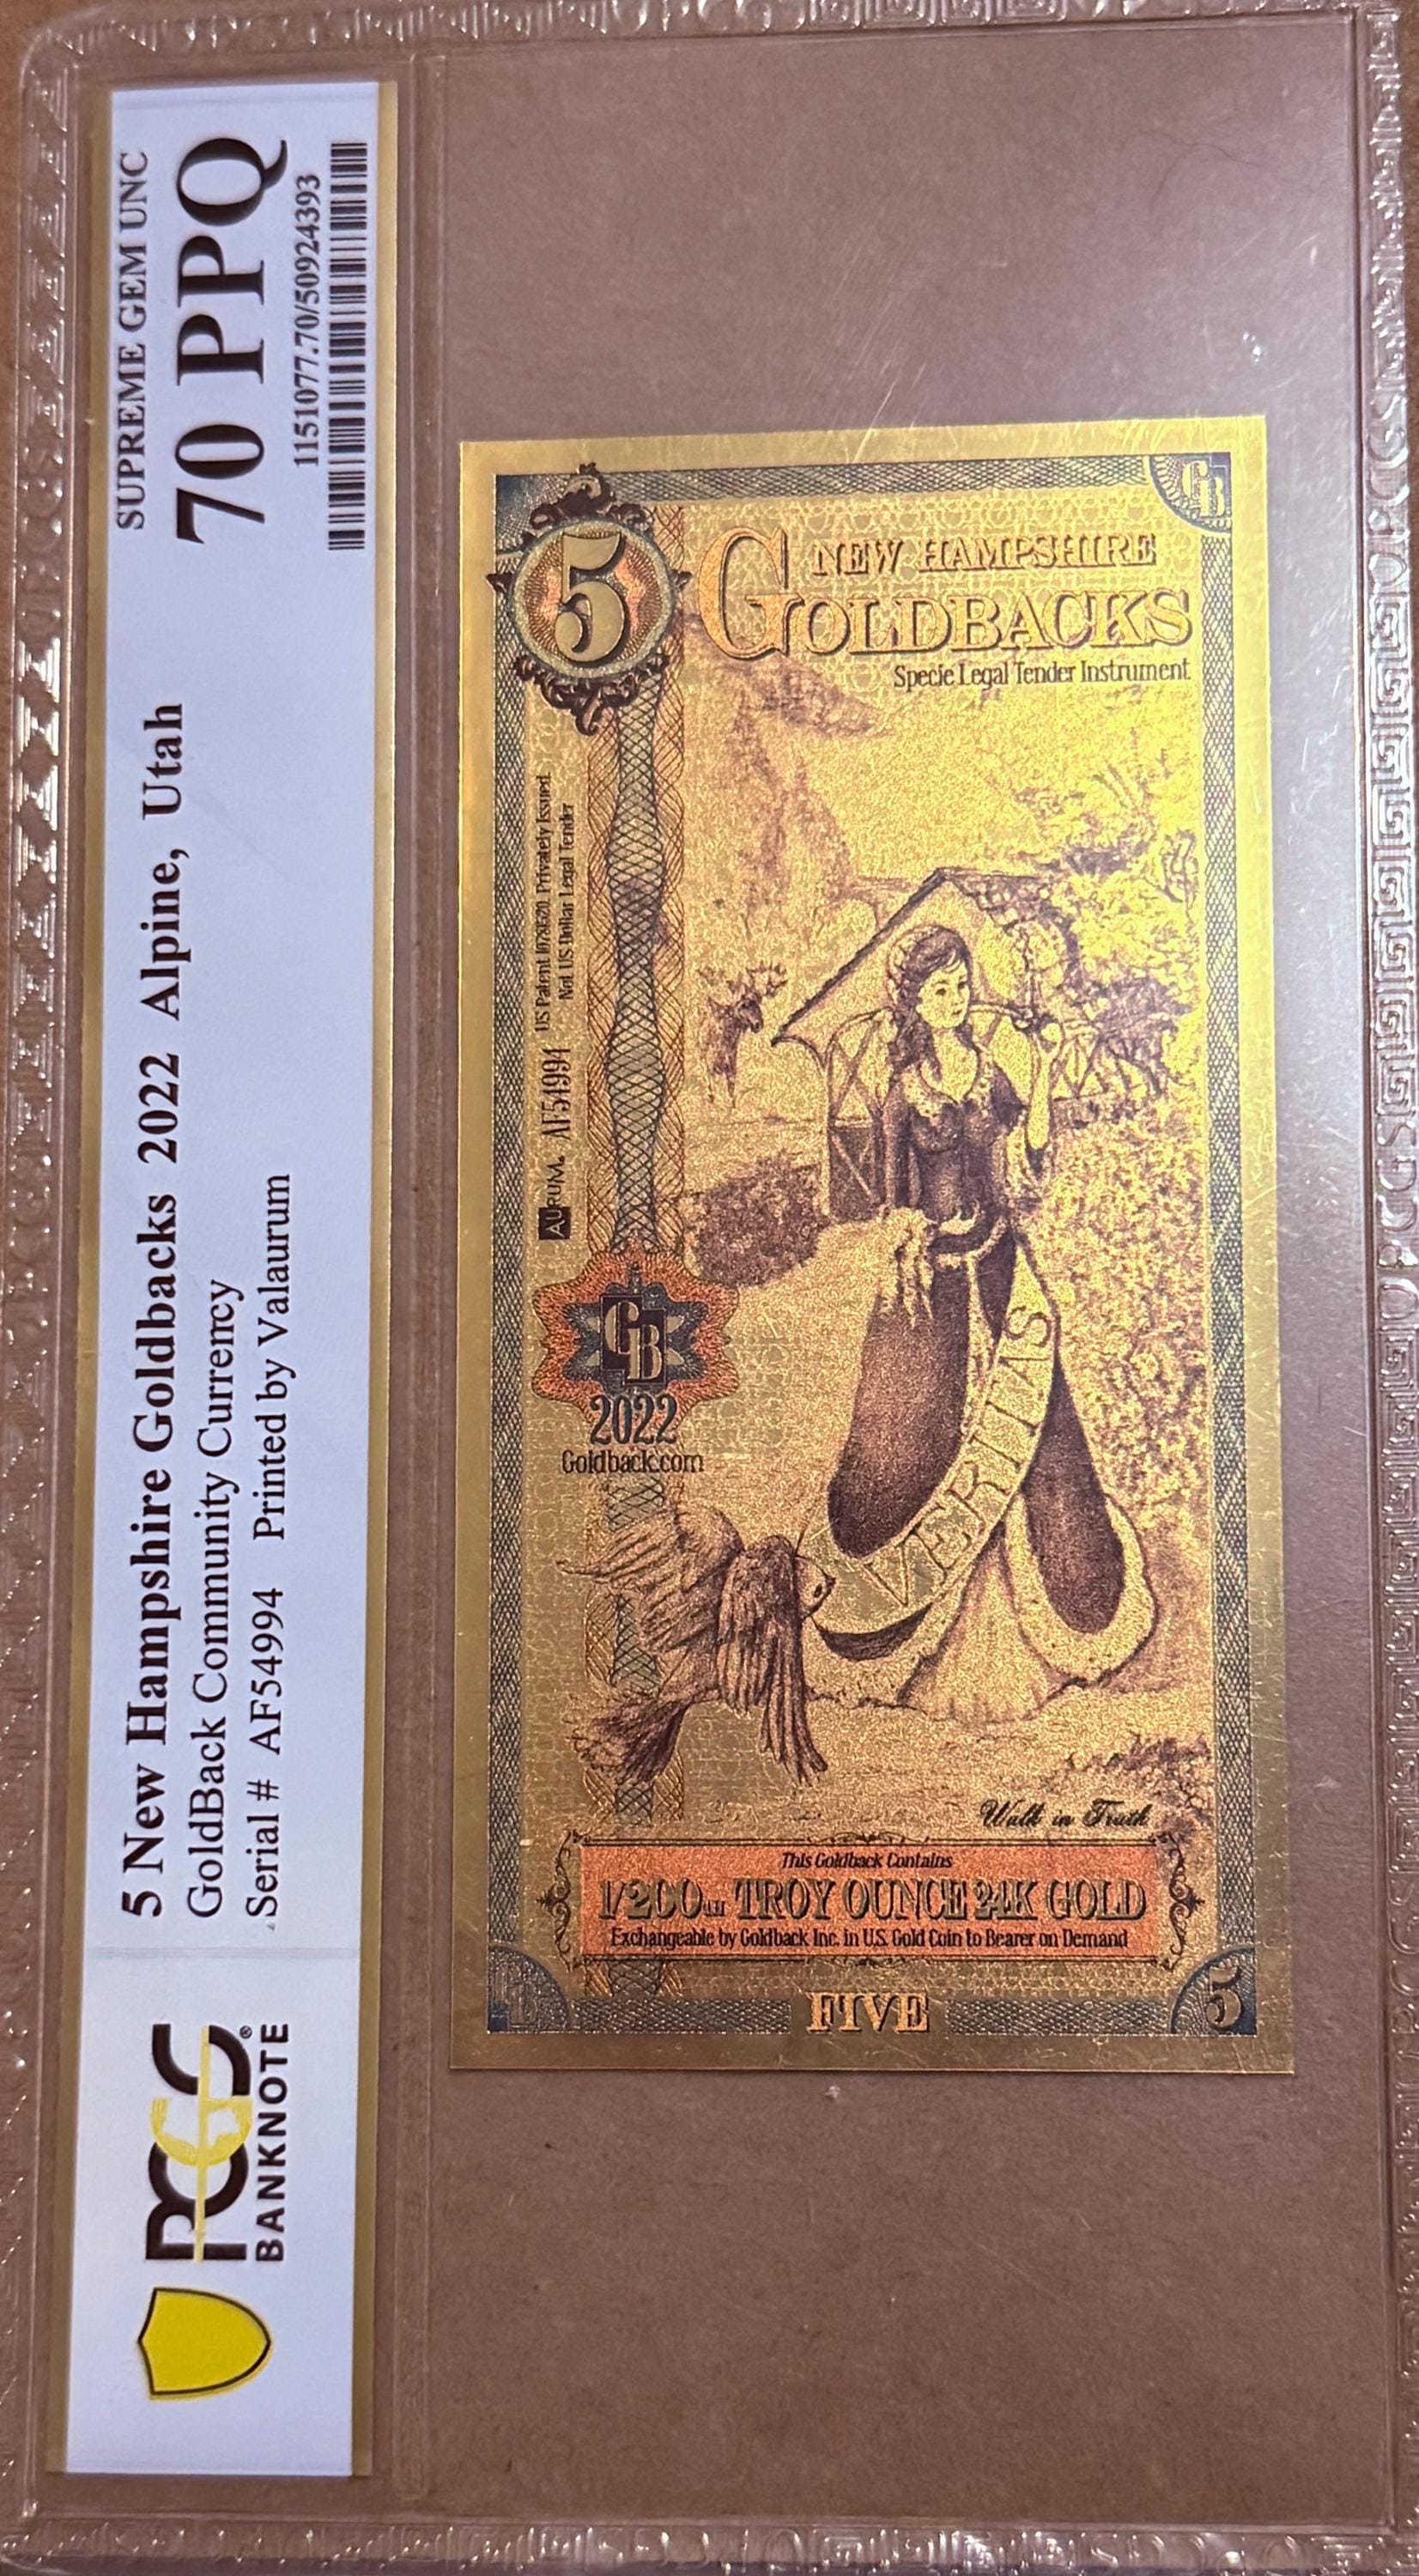 SUPREME GEM UNC
70 PPQ
1151077.70/50924393
5 New Hampshire Goldbacks 2022 Alpine, Utah
GoldBack Community Currency
Serial # AF54994 Printed by Valaurum
PCGS
BANKNOTE
5
GB
NEW HAMPSHIRE
GOLDBACKS
Specie Legal Tender Instrument
US Patent Privately Issued
Not US Dollar Legal Tender
AURUM. AF54994
GB
2022
Goldback.com
VERITAS
Walk in Truth
This Goldback Contains
1/200TH TROY OUNCE 24K GOLD
Exchangeable by Goldback Inc. in U.S. Gold Coin to Bearer on Demand
GB
FIVE
5